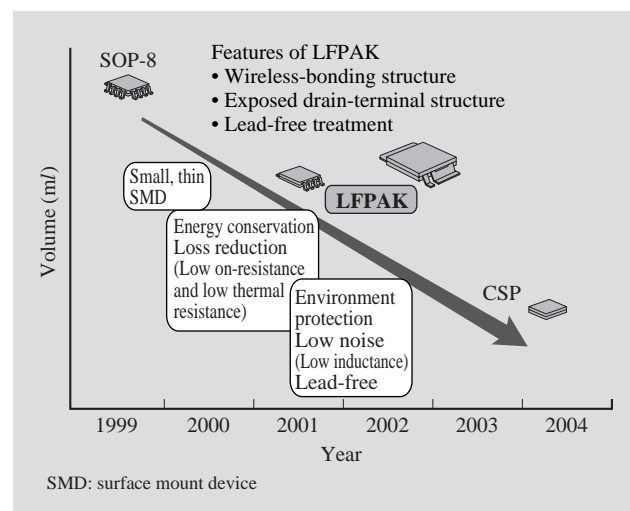 SOP-8
Features of LFPAK
• Wireless-bonding structure
• Exposed drain-terminal structure
• Lead-free treatment
Volume (ml)
Small, thin
SMD
LFPAK
Energy conservation
Loss reduction
(Low on-resistance
and low thermal
resistance)
Environment
protection
Low noise
(Low inductance)
Lead-free
CSP
1999 2000 2001 2002 2003 2004
Year
SMD: surface mount device